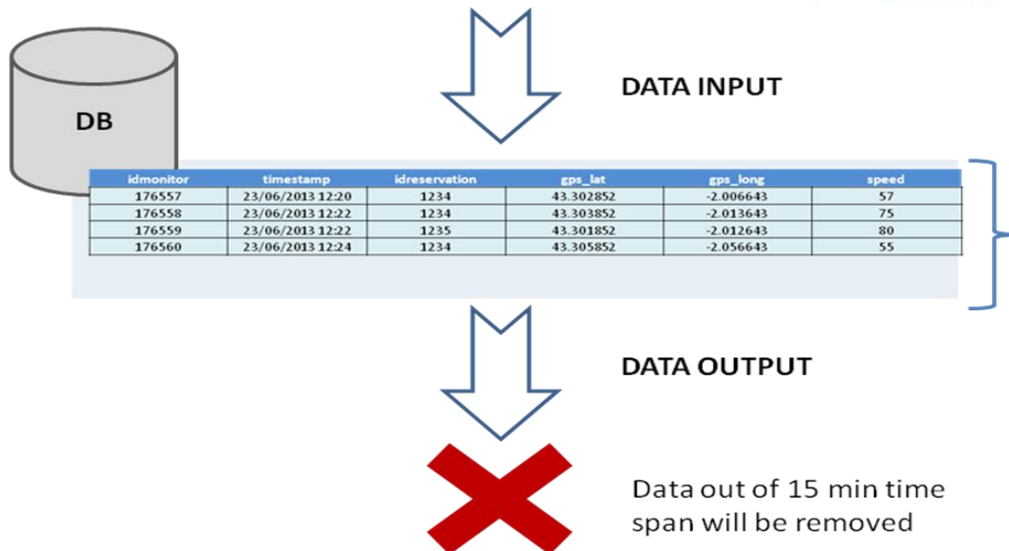 DATA INPUT
DB
idmonitor timestamp idreservation gps_lat gps_long speed
176557 23/06/2013 12:20 1234 43.302852 -2.006643 57
176558 23/06/2013 12:22 1234 43.303852 -2.013643 75
176559 23/06/2013 12:22 1235 43.301852 -2.012643 80
176560 23/06/2013 12:24 1234 43.305852 -2.056643 55
DATA OUTPUT
Data out of 15 min time
span will be removed